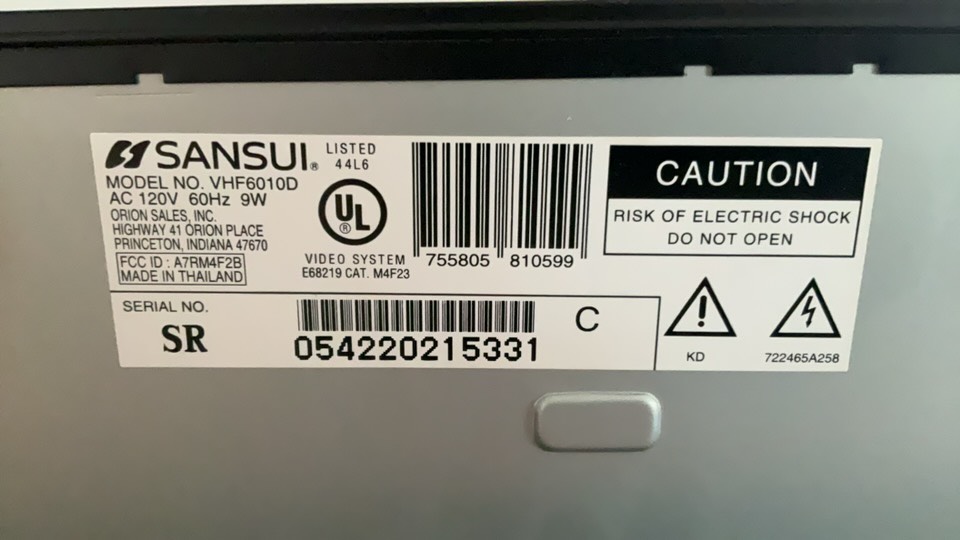 SANSUI®
MODEL NO. VHF6010D
AC 120V 60Hz 9W
ORION SALES, INC.
HIGHWAY 41 ORION PLACE
PRINCETON, INDIANA 47670
FCC ID : A7RM4F2B
MADE IN THAILAND
LISTED
44L6
UL®
VIDEO SYSTEM
E68219 CAT. M4F23
755805 810599
CAUTION
RISK OF ELECTRIC SHOCK
DO NOT OPEN
SERIAL NO.
SR
054220215331
C
!
KD
722465A258